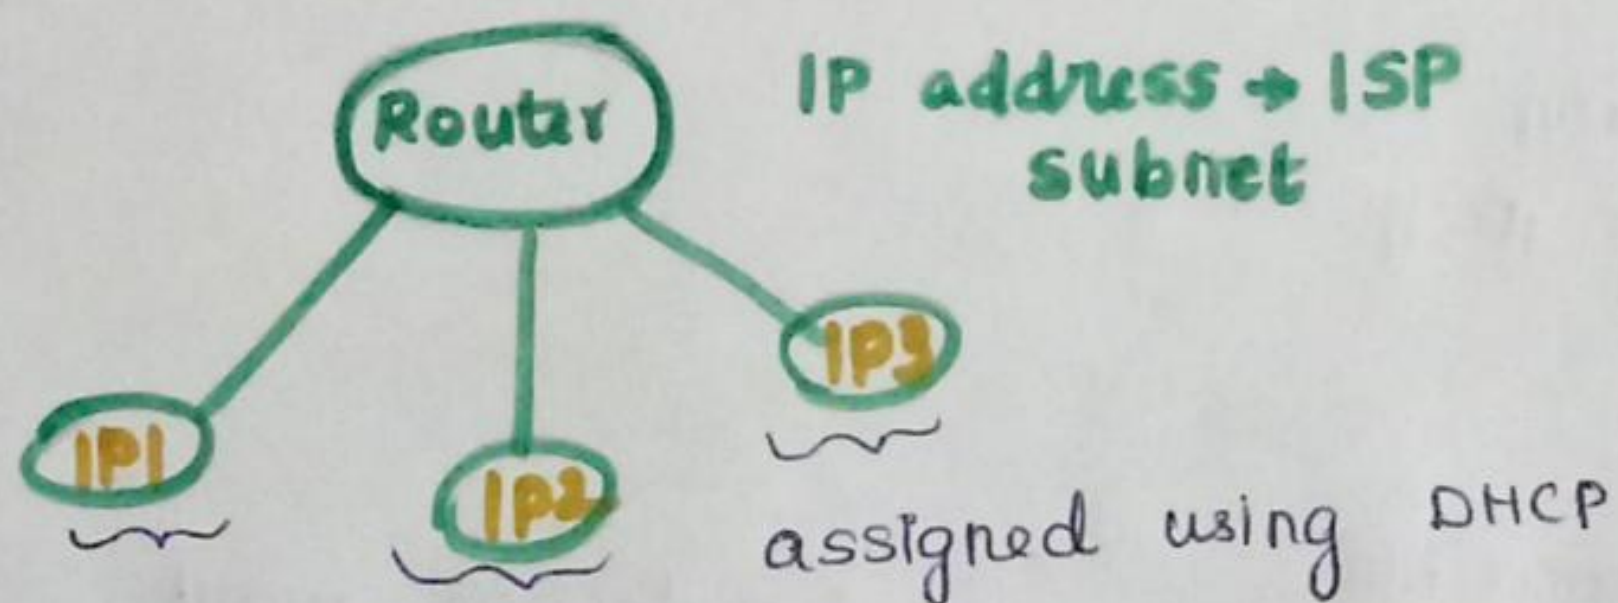 Router
IP address → ISP
subnet
IP1
IP2
IP3
assigned using DHCP